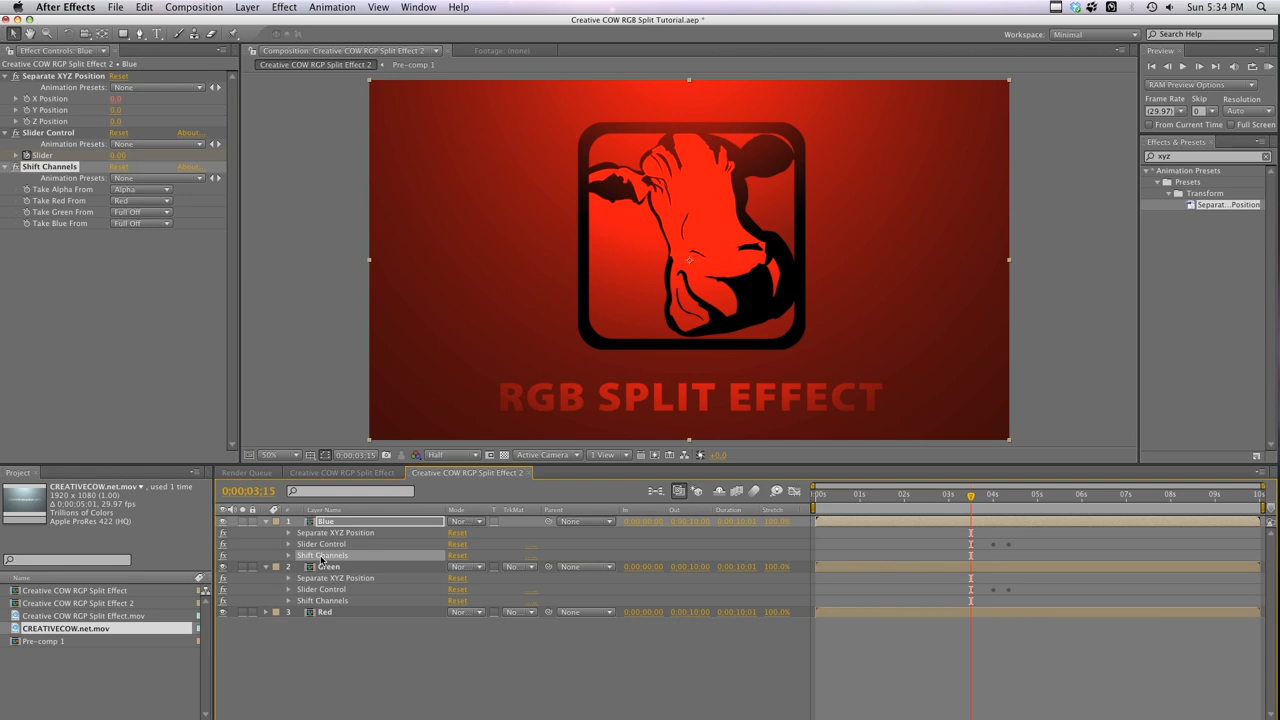 After Effects File Edit Composition Layer Effect Animation View Window Help Sun 5:34 PM
Creative COW RGB Split Tutorial.aep *
Workspace: Minimal Search Help
Effect Controls: Blue
Creative COW RGP Split Effect 2 • Blue
Separate XYZ Position Reset
Animation Presets: None
X Position 0.0
Y Position 0.0
Z Position 0.0
Slider Control Reset About...
Animation Presets: None
Slider 0.00
Shift Channels Reset About...
Animation Presets: None
Take Alpha From Alpha
Take Red From Red
Take Green From Full Off
Take Blue From Full Off
Composition: Creative COW RGP Split Effect 2 Footage: (none)
Creative COW RGP Split Effect 2 Pre-comp 1
RGB SPLIT EFFECT
50% 0:00:03:15 Half Active Camera 1 View +0.0
Preview
RAM Preview Options
Frame Rate Skip Resolution
(29.97) 0 Auto
From Current Time Full Screen
Effects & Presets
xyz
* Animation Presets
Presets
Transform
Separat...Position
Project
CREATIVECOW.net.mov , used 1 time
1920 x 1080 (1.00)
0:00:05:01, 29.97 fps
Trillions of Colors
Apple ProRes 422 (HQ)
Name
Creative COW RGP Split Effect
Creative COW RGP Split Effect 2
Creative COW RGP Split Effect.mov
CREATIVECOW.net.mov
Pre-comp 1
Render Queue Creative COW RGP Split Effect Creative COW RGP Split Effect 2
0:00:03:15
# Layer Name Mode T TrkMat Parent In Out Duration Stretch
:00s 01s 02s 03s 04s 05s 06s 07s 08s 09s 10s
1 Blue Nor... None 0:00:00:00 0:00:10:00 0:00:10:01 100.0%
Separate XYZ Position Reset
Slider Control Reset
Shift Channels Reset
2 Green Nor... No... None 0:00:00:00 0:00:10:00 0:00:10:01 100.0%
Separate XYZ Position Reset
Slider Control Reset
Shift Channels Reset
3 Red Nor... No... None 0:00:00:00 0:00:10:00 0:00:10:01 100.0%